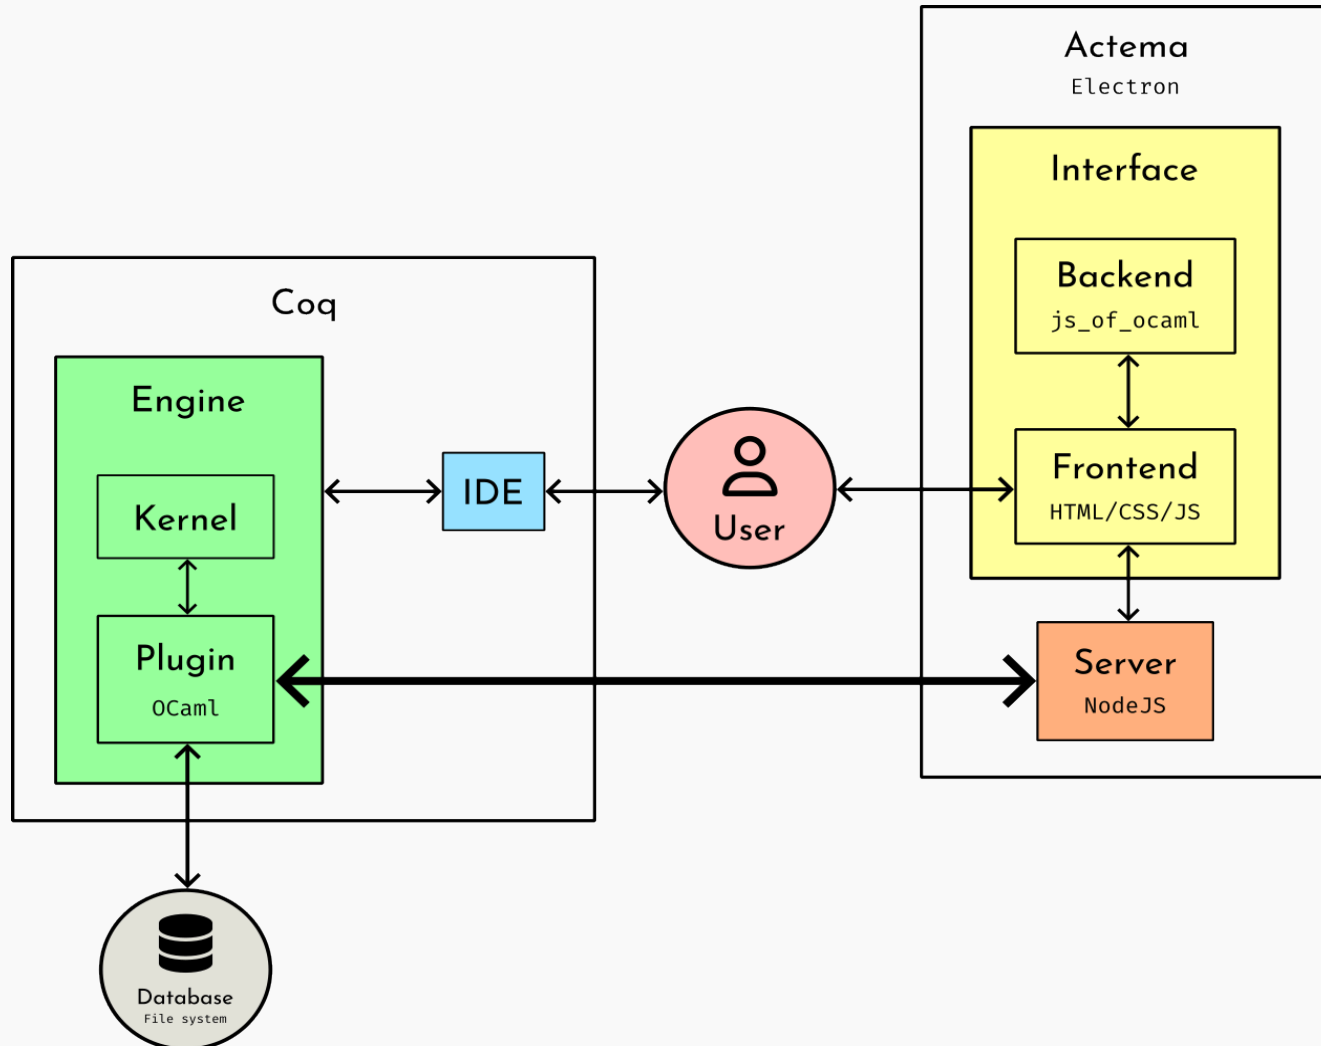 Actema
Electron
Interface
Backend
js_of_ocaml
Frontend
HTML/CSS/JS
Server
NodeJS
Coq
Engine
Kernel
Plugin
OCaml
IDE
User
Database
File system